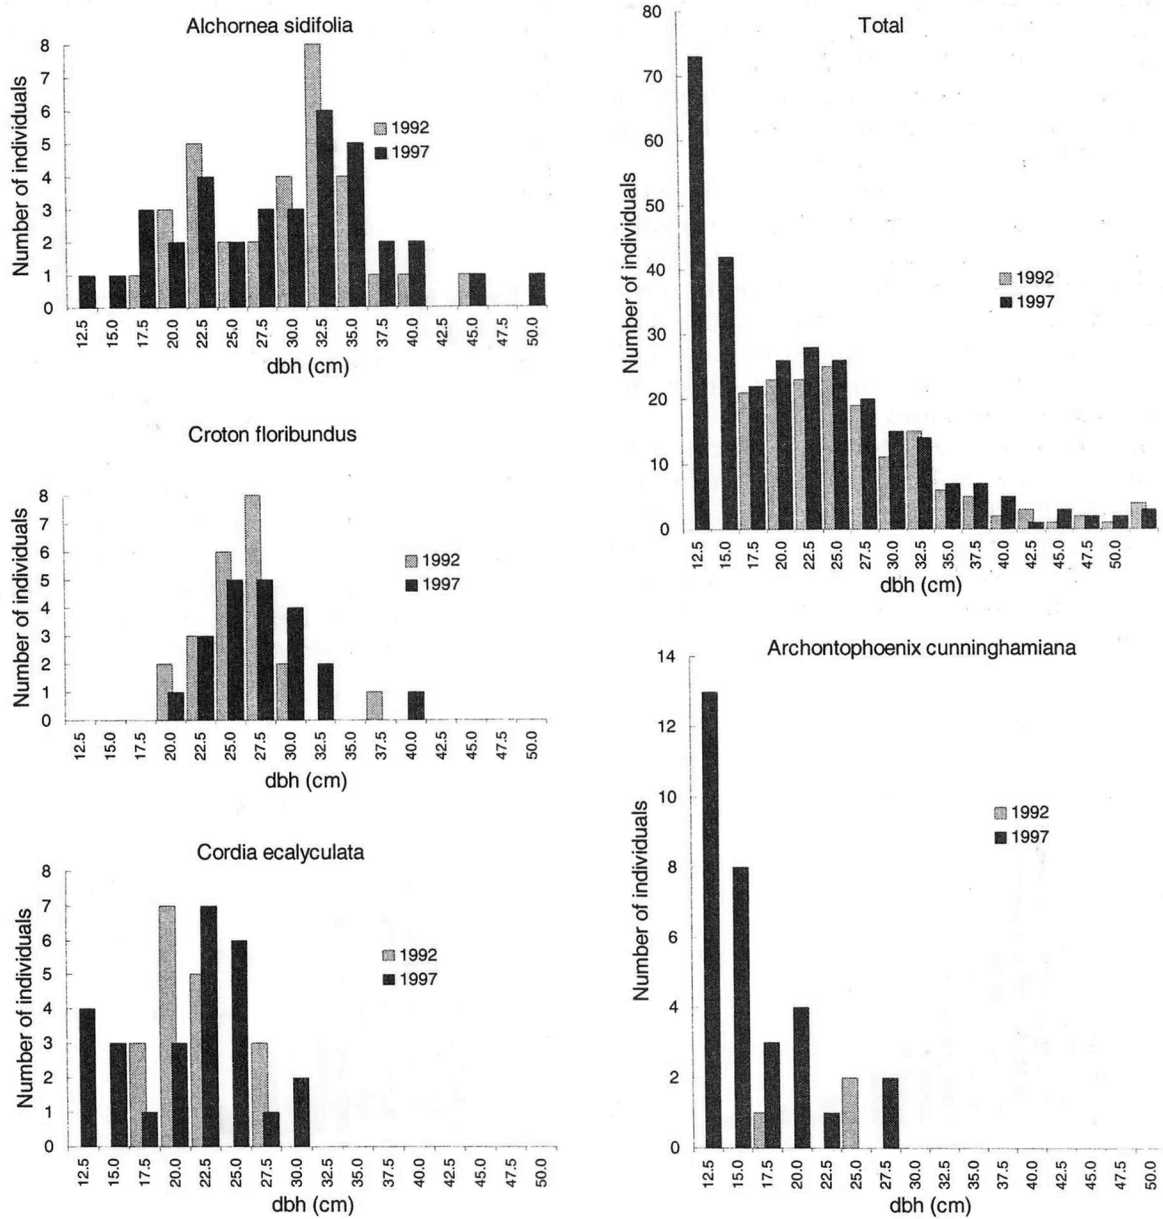 Alchornea sidifolia
8
7
6
5
4
3
2
1
0
Number of individuals
1992
1997
12.5 15.0 17.5 20.0 22.5 25.0 27.5 30.0 32.5 35.0 37.5 40.0 42.5 45.0 47.5 50.0
dbh (cm)
Croton floribundus
8
7
6
5
4
3
2
1
0
Number of individuals
1992
1997
12.5 15.0 17.5 20.0 22.5 25.0 27.5 30.0 32.5 35.0 37.5 40.0 42.5 45.0 47.5 50.0
dbh (cm)
Cordia ecalyculata
8
7
6
5
4
3
2
1
0
Number of individuals
1992
1997
12.5 15.0 17.5 20.0 22.5 25.0 27.5 30.0 32.5 35.0 37.5 40.0 42.5 45.0 47.5 50.0
dbh (cm)
Total
80
70
60
50
40
30
20
10
0
Number of individuals
1992
1997
12.5 15.0 17.5 20.0 22.5 25.0 27.5 30.0 32.5 35.0 37.5 40.0 42.5 45.0 47.5 50.0
dbh (cm)
Archontophoenix cunninghamiana
14
12
10
8
6
4
2
0
Number of individuals
1992
1997
12.5 15.0 17.5 20.0 22.5 25.0 27.5 30.0 32.5 35.0 37.5 40.0 42.5 45.0 47.5 50.0
dbh (cm)